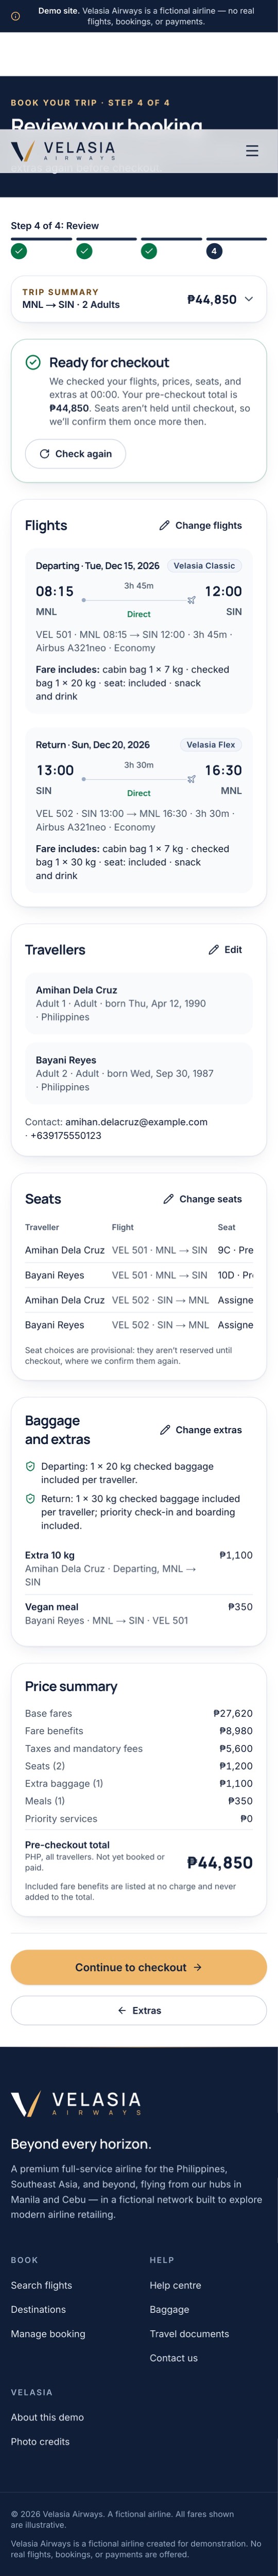 Demo site. Velasia Airways is a fictional airline — no real
flights, bookings, or payments.
BOOK YOUR TRIP · STEP 4 OF 4
Review your booking
VELASIA
AIRWAYS
Step 4 of 4: Review
4
TRIP SUMMARY
MNL → SIN · 2 Adults
₱44,850
Ready for checkout
We checked your flights, prices, seats, and
extras at 00:00. Your pre-checkout total is
₱44,850. Seats aren't held until checkout, so
we'll confirm them once more then.
Check again
Flights
Change flights
Departing · Tue, Dec 15, 2026
Velasia Classic
08:15
3h 45m
12:00
MNL
Direct
SIN
VEL 501 · MNL 08:15 → SIN 12:00 · 3h 45m ·
Airbus A321neo · Economy
Fare includes: cabin bag 1 × 7 kg · checked
bag 1 × 20 kg · seat: included · snack
and drink
Return · Sun, Dec 20, 2026
Velasia Flex
13:00
3h 30m
16:30
SIN
Direct
MNL
VEL 502 · SIN 13:00 → MNL 16:30 · 3h 30m ·
Airbus A321neo · Economy
Fare includes: cabin bag 1 × 7 kg · checked
bag 1 × 30 kg · seat: included · snack
and drink
Travellers
Edit
Amihan Dela Cruz
Adult 1 · Adult · born Thu, Apr 12, 1990
· Philippines
Bayani Reyes
Adult 2 · Adult · born Wed, Sep 30, 1987
· Philippines
Contact: amihan.delacruz@example.com
· +639175550123
Seats
Change seats
Traveller Flight Seat
Amihan Dela Cruz VEL 501 · MNL → SIN 9C · Pre
Bayani Reyes VEL 501 · MNL → SIN 10D · Pr
Amihan Dela Cruz VEL 502 · SIN → MNL Assigne
Bayani Reyes VEL 502 · SIN → MNL Assigne
Seat choices are provisional: they aren't reserved until
checkout, where we confirm them again.
Baggage
and extras
Change extras
Departing: 1 × 20 kg checked baggage
included per traveller.
Return: 1 × 30 kg checked baggage included
per traveller; priority check-in and boarding
included.
Extra 10 kg ₱1,100
Amihan Dela Cruz · Departing, MNL →
SIN
Vegan meal ₱350
Bayani Reyes · MNL → SIN · VEL 501
Price summary
Base fares ₱27,620
Fare benefits ₱8,980
Taxes and mandatory fees ₱5,600
Seats (2) ₱1,200
Extra baggage (1) ₱1,100
Meals (1) ₱350
Priority services ₱0
Pre-checkout total
PHP, all travellers. Not yet booked or
paid.
₱44,850
Included fare benefits are listed at no charge and never
added to the total.
Continue to checkout →
← Extras
VELASIA
AIRWAYS
Beyond every horizon.
A premium full-service airline for the Philippines,
Southeast Asia, and beyond, flying from our hubs in
Manila and Cebu — in a fictional network built to explore
modern airline retailing.
BOOK
Search flights
Destinations
Manage booking
HELP
Help centre
Baggage
Travel documents
Contact us
VELASIA
About this demo
Photo credits
© 2026 Velasia Airways. A fictional airline. All fares shown
are illustrative.
Velasia Airways is a fictional airline created for demonstration. No
real flights, bookings, or payments are offered.